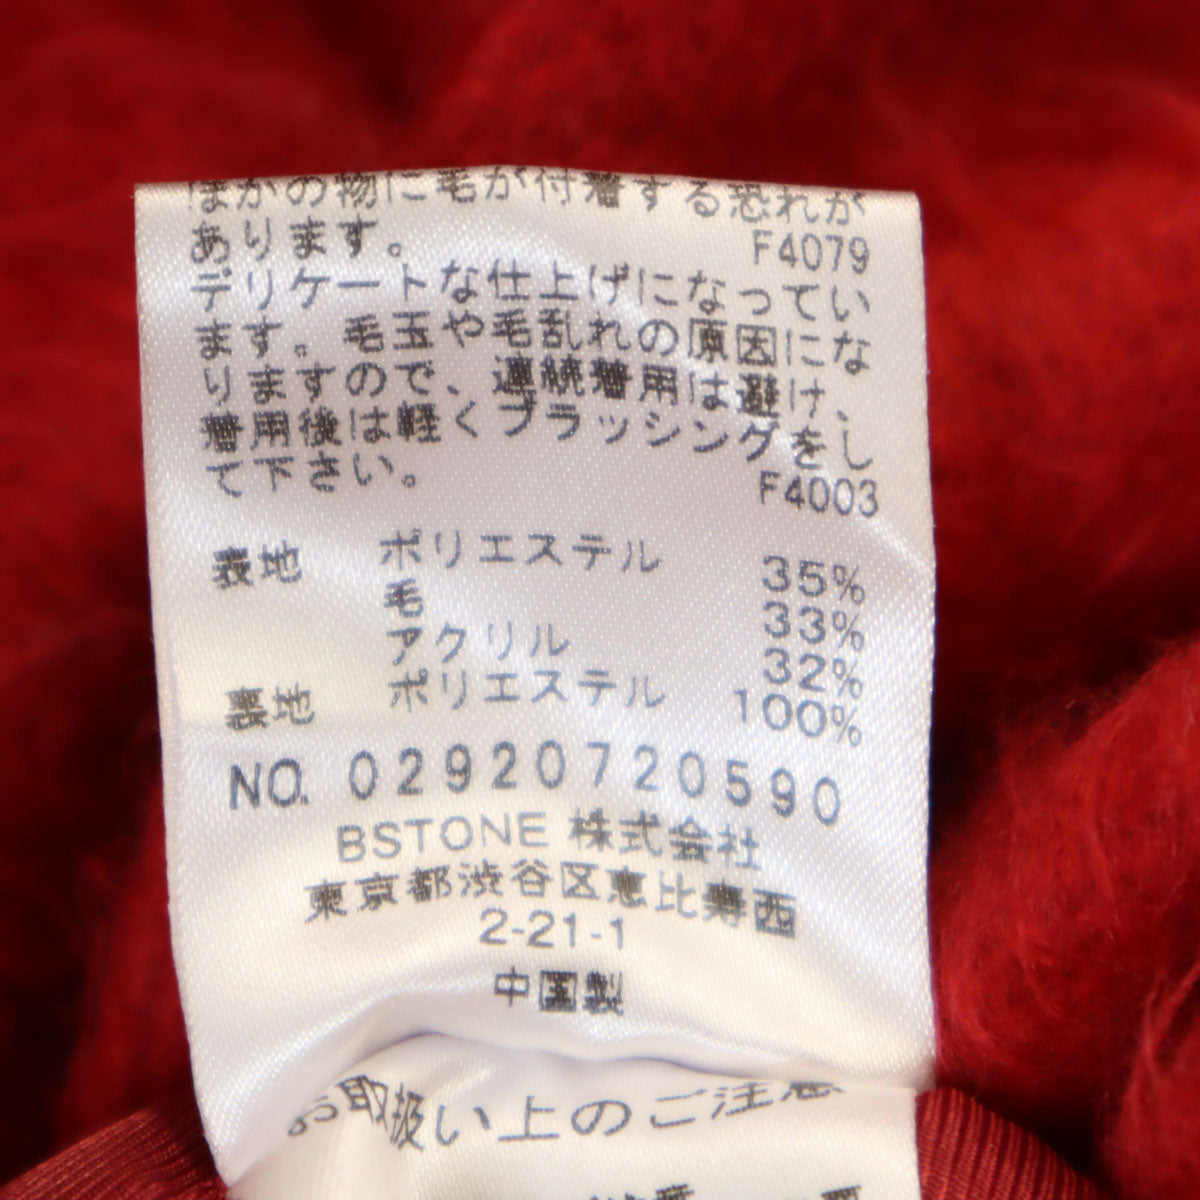 ほかの物に毛が付着する恐れが
あります。 F4079
デリケートな仕上げになってい
ます。毛玉や毛乱れの原因にな
りますので、連続着用は避け、
着用後は軽くブラッシングをし
て下さい。 F4003
表地 ポリエステル 35%
毛 33%
アクリル 32%
裏地 ポリエステル 100%
NO. 02920720590
BSTONE 株式会社
東京都渋谷区恵比寿西
2-21-1
中国製
お取扱い上のご注意